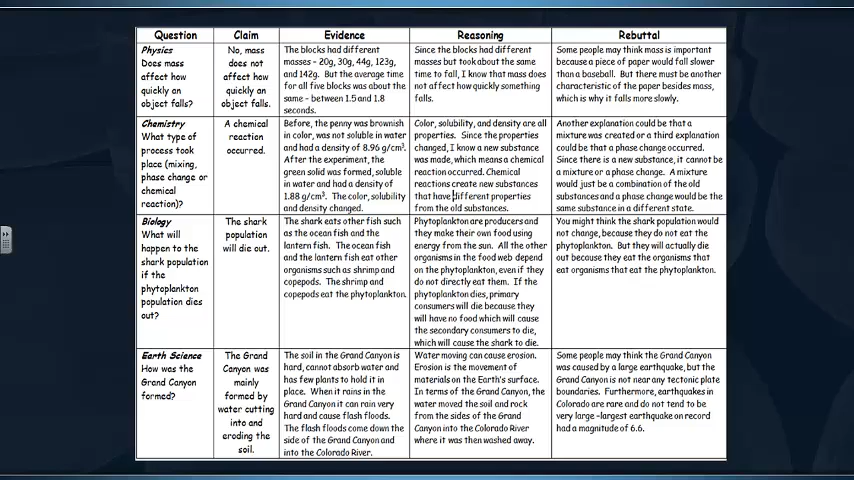 Question Claim Evidence Reasoning Rebuttal
Physics
Does mass
affect how
quickly an
object falls?
No, mass
does not
affect how
quickly an
object falls.
The blocks had different
masses – 20g, 30g, 44g, 123g,
and 142g. But the average time
for all five blocks was about the
same – between 1.5 and 1.8
seconds.
Since the blocks had different
masses but took about the same
time to fall, I know that mass does
not affect how quickly something
falls.
Some people may think mass is important
because a piece of paper would fall slower
than a baseball. But there must be another
characteristic of the paper besides mass,
which is why it falls more slowly.
Chemistry
What type of
process took
place (mixing,
phase change or
chemical
reaction)?
A chemical
reaction
occurred.
Before, the penny was brownish
in color, was not soluble in water
and had a density of 8.96 g/cm³.
After the experiment, the
green solid was formed, soluble
in water and had a density of
1.88 g/cm³. The color, solubility
and density changed.
Color, solubility, and density are all
properties. Since the properties
changed, I know a new substance
was made, which means a chemical
reaction occurred. Chemical
reactions create new substances
that have different properties
from the old substances.
Another explanation could be that a
mixture was created or a third explanation
could be that a phase change occurred.
Since there is a new substance, it cannot be
a mixture or a phase change. A mixture
would just be a combination of the old
substances and a phase change would be the
same substance in a different state.
Biology
What will
happen to the
shark population
if the
phytoplankton
population dies
out?
The shark
population
will die out.
The shark eats other fish such
as the ocean fish and the
lantern fish. The ocean fish
and the lantern fish eat other
organisms such as shrimp and
copepods. The shrimp and
copepods eat the phytoplankton.
Phytoplankton are producers and
they make their own food using
energy from the sun. All the other
organisms in the food web depend
on the phytoplankton, even if they
do not directly eat them. If the
phytoplankton dies, primary
consumers will die because they
will have no food which will cause
the secondary consumers to die,
which will cause the shark to die.
You might think the shark population would
not change, because they do not eat the
phytoplankton. But they will actually die
out because they eat the organisms that
eat organisms that eat the phytoplankton.
Earth Science
How was the
Grand Canyon
formed?
The Grand
Canyon was
mainly
formed by
water cutting
into and
eroding the
soil.
The soil in the Grand Canyon is
hard, cannot absorb water and
has few plants to hold it in
place. When it rains in the
Grand Canyon it can rain very
hard and cause flash floods.
The flash floods come down the
side of the Grand Canyon and
into the Colorado River.
Water moving can cause erosion.
Erosion is the movement of
materials on the Earth's surface.
In terms of the Grand Canyon, the
water moved the soil and rock
from the sides of the Grand
Canyon into the Colorado River
where it was then washed away.
Some people may think the Grand Canyon
was caused by a large earthquake, but the
Grand Canyon is not near any tectonic plate
boundaries. Furthermore, earthquakes in
Colorado are rare and do not tend to be
very large –largest earthquake on record
had a magnitude of 6.6.